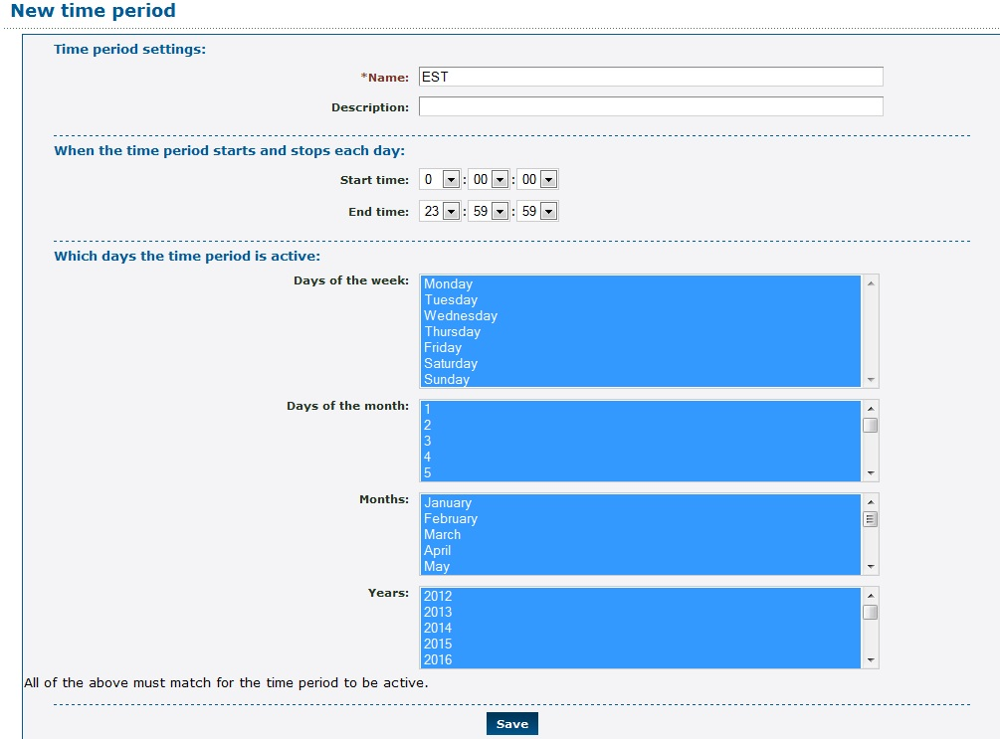 New time period
Time period settings:
*Name: EST
Description:
When the time period starts and stops each day:
Start time: 0 : 00 : 00
End time: 23 : 59 : 59
Which days the time period is active:
Days of the week: Monday
Tuesday
Wednesday
Thursday
Friday
Saturday
Sunday
Days of the month: 1
2
3
4
5
Months: January
February
March
April
May
Years: 2012
2013
2014
2015
2016
All of the above must match for the time period to be active.
Save